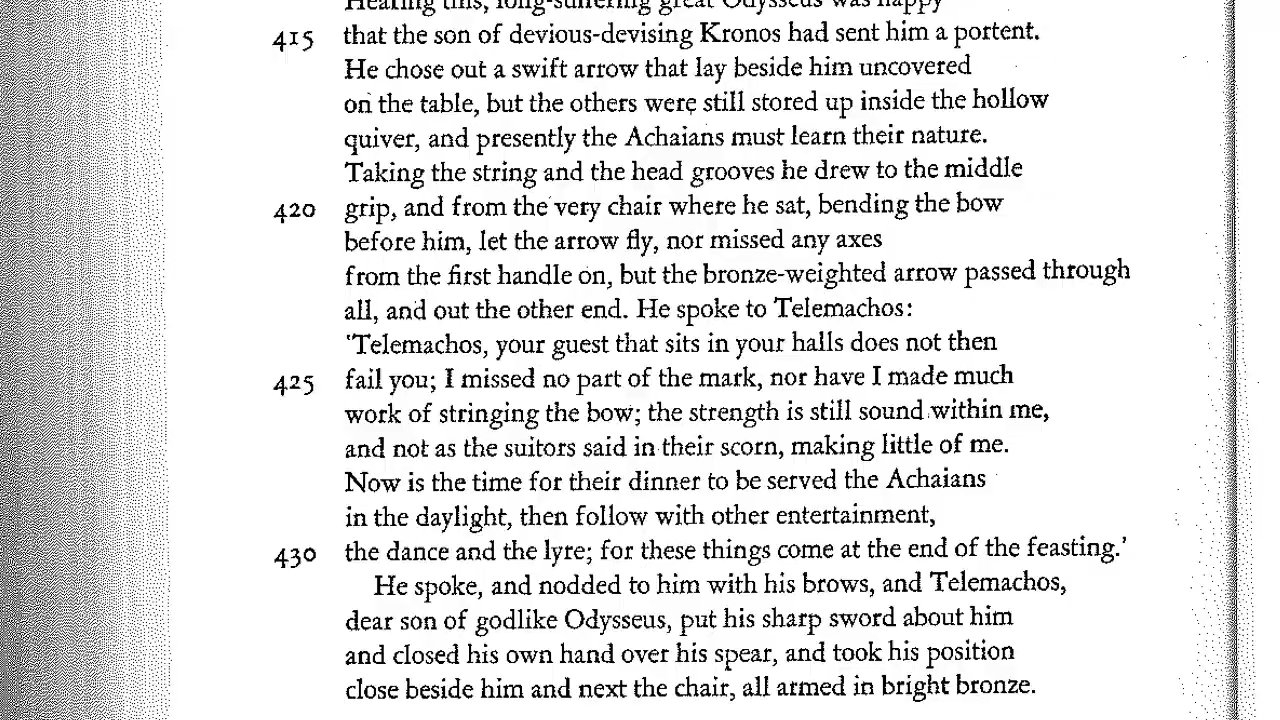 Hearing this, long-suffering great Odysseus was happy
415 that the son of devious-devising Kronos had sent him a portent.
He chose out a swift arrow that lay beside him uncovered
on the table, but the others were still stored up inside the hollow
quiver, and presently the Achaians must learn their nature.
Taking the string and the head grooves he drew to the middle
420 grip, and from the very chair where he sat, bending the bow
before him, let the arrow fly, nor missed any axes
from the first handle on, but the bronze-weighted arrow passed through
all, and out the other end. He spoke to Telemachos:
'Telemachos, your guest that sits in your halls does not then
425 fail you; I missed no part of the mark, nor have I made much
work of stringing the bow; the strength is still sound within me,
and not as the suitors said in their scorn, making little of me.
Now is the time for their dinner to be served the Achaians
in the daylight, then follow with other entertainment,
430 the dance and the lyre; for these things come at the end of the feasting.'
He spoke, and nodded to him with his brows, and Telemachos,
dear son of godlike Odysseus, put his sharp sword about him
and closed his own hand over his spear, and took his position
close beside him and next the chair, all armed in bright bronze.